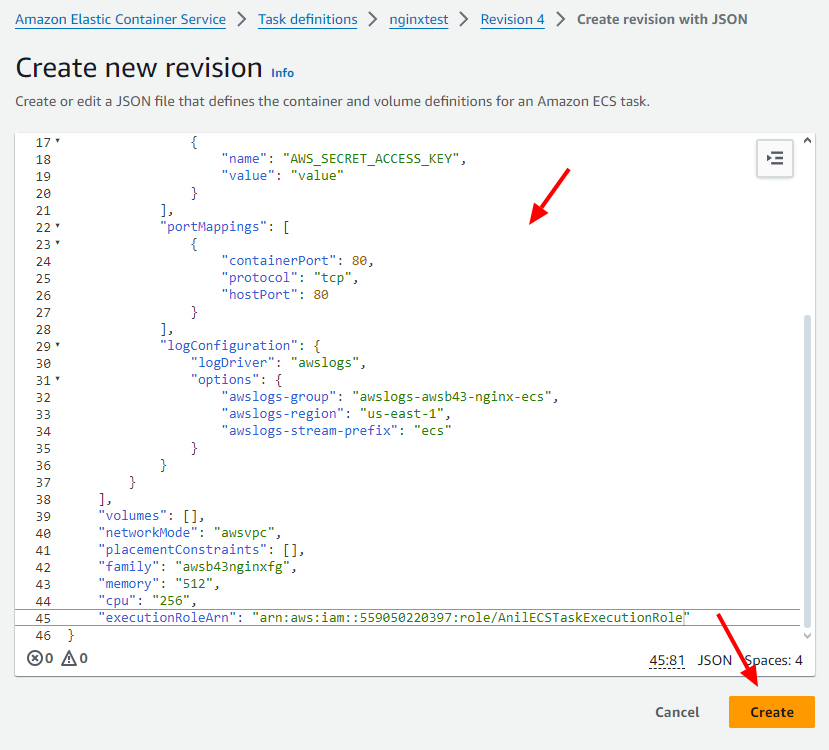 Amazon Elastic Container Service > Task definitions > nginxtest > Revision 4 > Create revision with JSON
Create new revision Info
Create or edit a JSON file that defines the container and volume definitions for an Amazon ECS task.
17 {
18 "name": "AWS_SECRET_ACCESS_KEY",
19 "value": "value"
20 }
21 ],
22 "portMappings": [
23 {
24 "containerPort": 80,
25 "protocol": "tcp",
26 "hostPort": 80
27 }
28 ],
29 "logConfiguration": {
30 "logDriver": "awslogs",
31 "options": {
32 "awslogs-group": "awslogs-awsb43-nginx-ecs",
33 "awslogs-region": "us-east-1",
34 "awslogs-stream-prefix": "ecs"
35 }
36 }
37 }
38 ],
39 "volumes": [],
40 "networkMode": "awsvpc",
41 "placementConstraints": [],
42 "family": "awsb43nginxfg",
43 "memory": "512",
44 "cpu": "256",
45 "executionRoleArn": "arn:aws:iam::559050220397:role/AnilECSTaskExecutionRole"
46 }
0 0 45:81 JSON Spaces: 4
Cancel Create